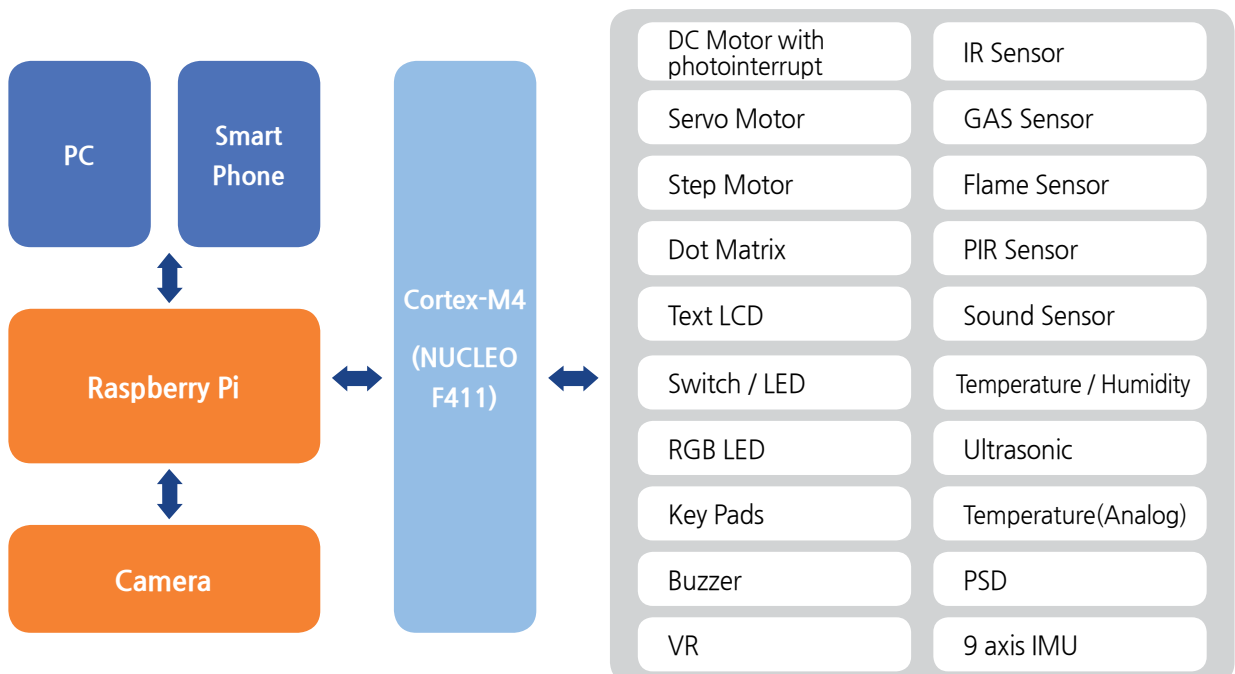 PC
Smart
Phone
Raspberry Pi
Camera
Cortex-M4
(NUCLEO
F411)
DC Motor with
photointerrupt
Servo Motor
Step Motor
Dot Matrix
Text LCD
Switch / LED
RGB LED
Key Pads
Buzzer
VR
IR Sensor
GAS Sensor
Flame Sensor
PIR Sensor
Sound Sensor
Temperature / Humidity
Ultrasonic
Temperature(Analog)
PSD
9 axis IMU